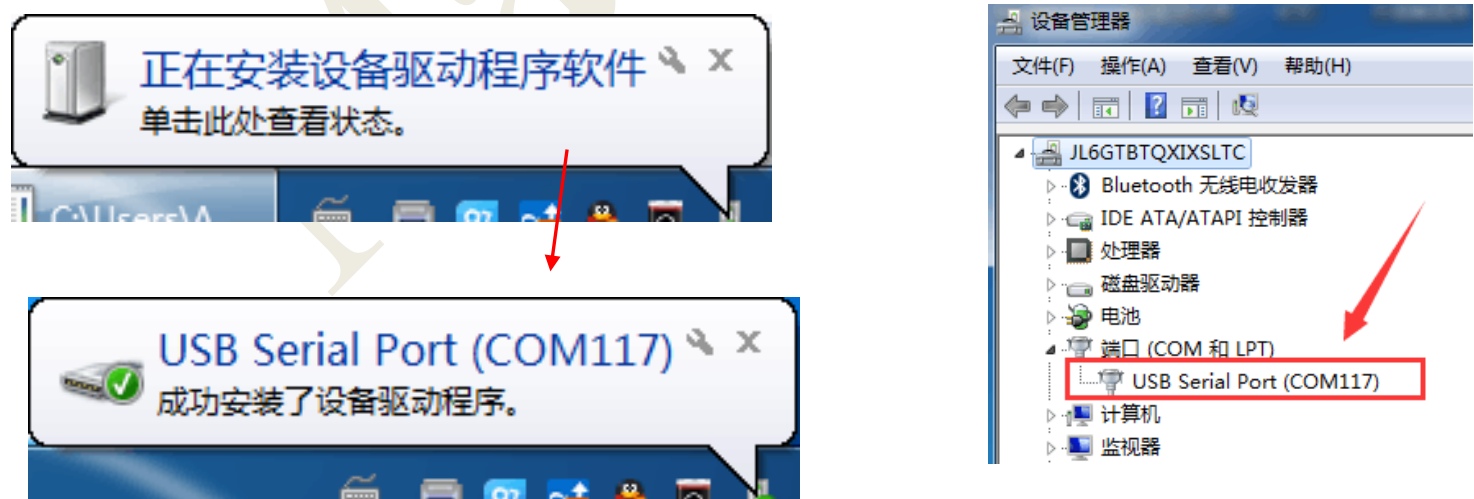 正在安装设备驱动程序软件
单击此处查看状态。
USB Serial Port (COM117)
成功安装了设备驱动程序。
设备管理器
文件(F) 操作(A) 查看(V) 帮助(H)
JL6GTBTQXIXSLTC
Bluetooth 无线电收发器
IDE ATA/ATAPI 控制器
处理器
磁盘驱动器
电池
端口 (COM 和 LPT)
USB Serial Port (COM117)
计算机
监视器